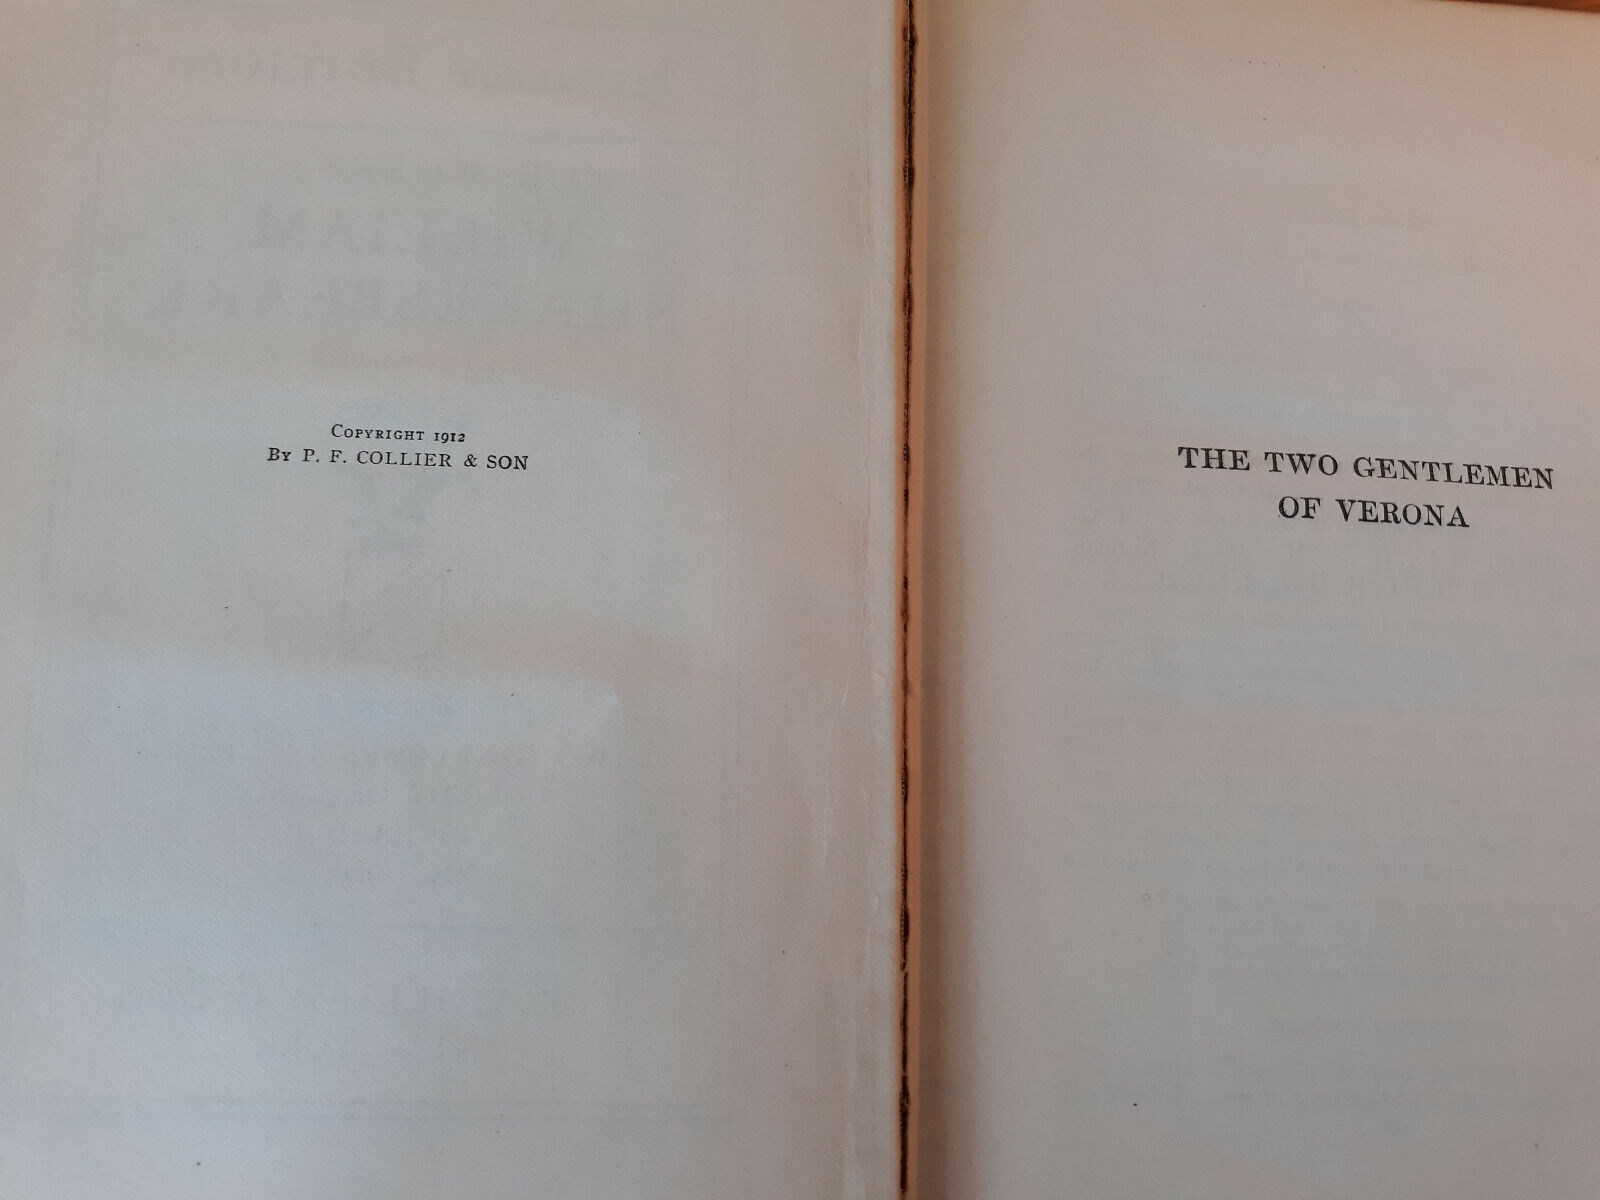 COPYRIGHT 1912
BY P. F. COLLIER & SON
THE TWO GENTLEMEN
OF VERONA